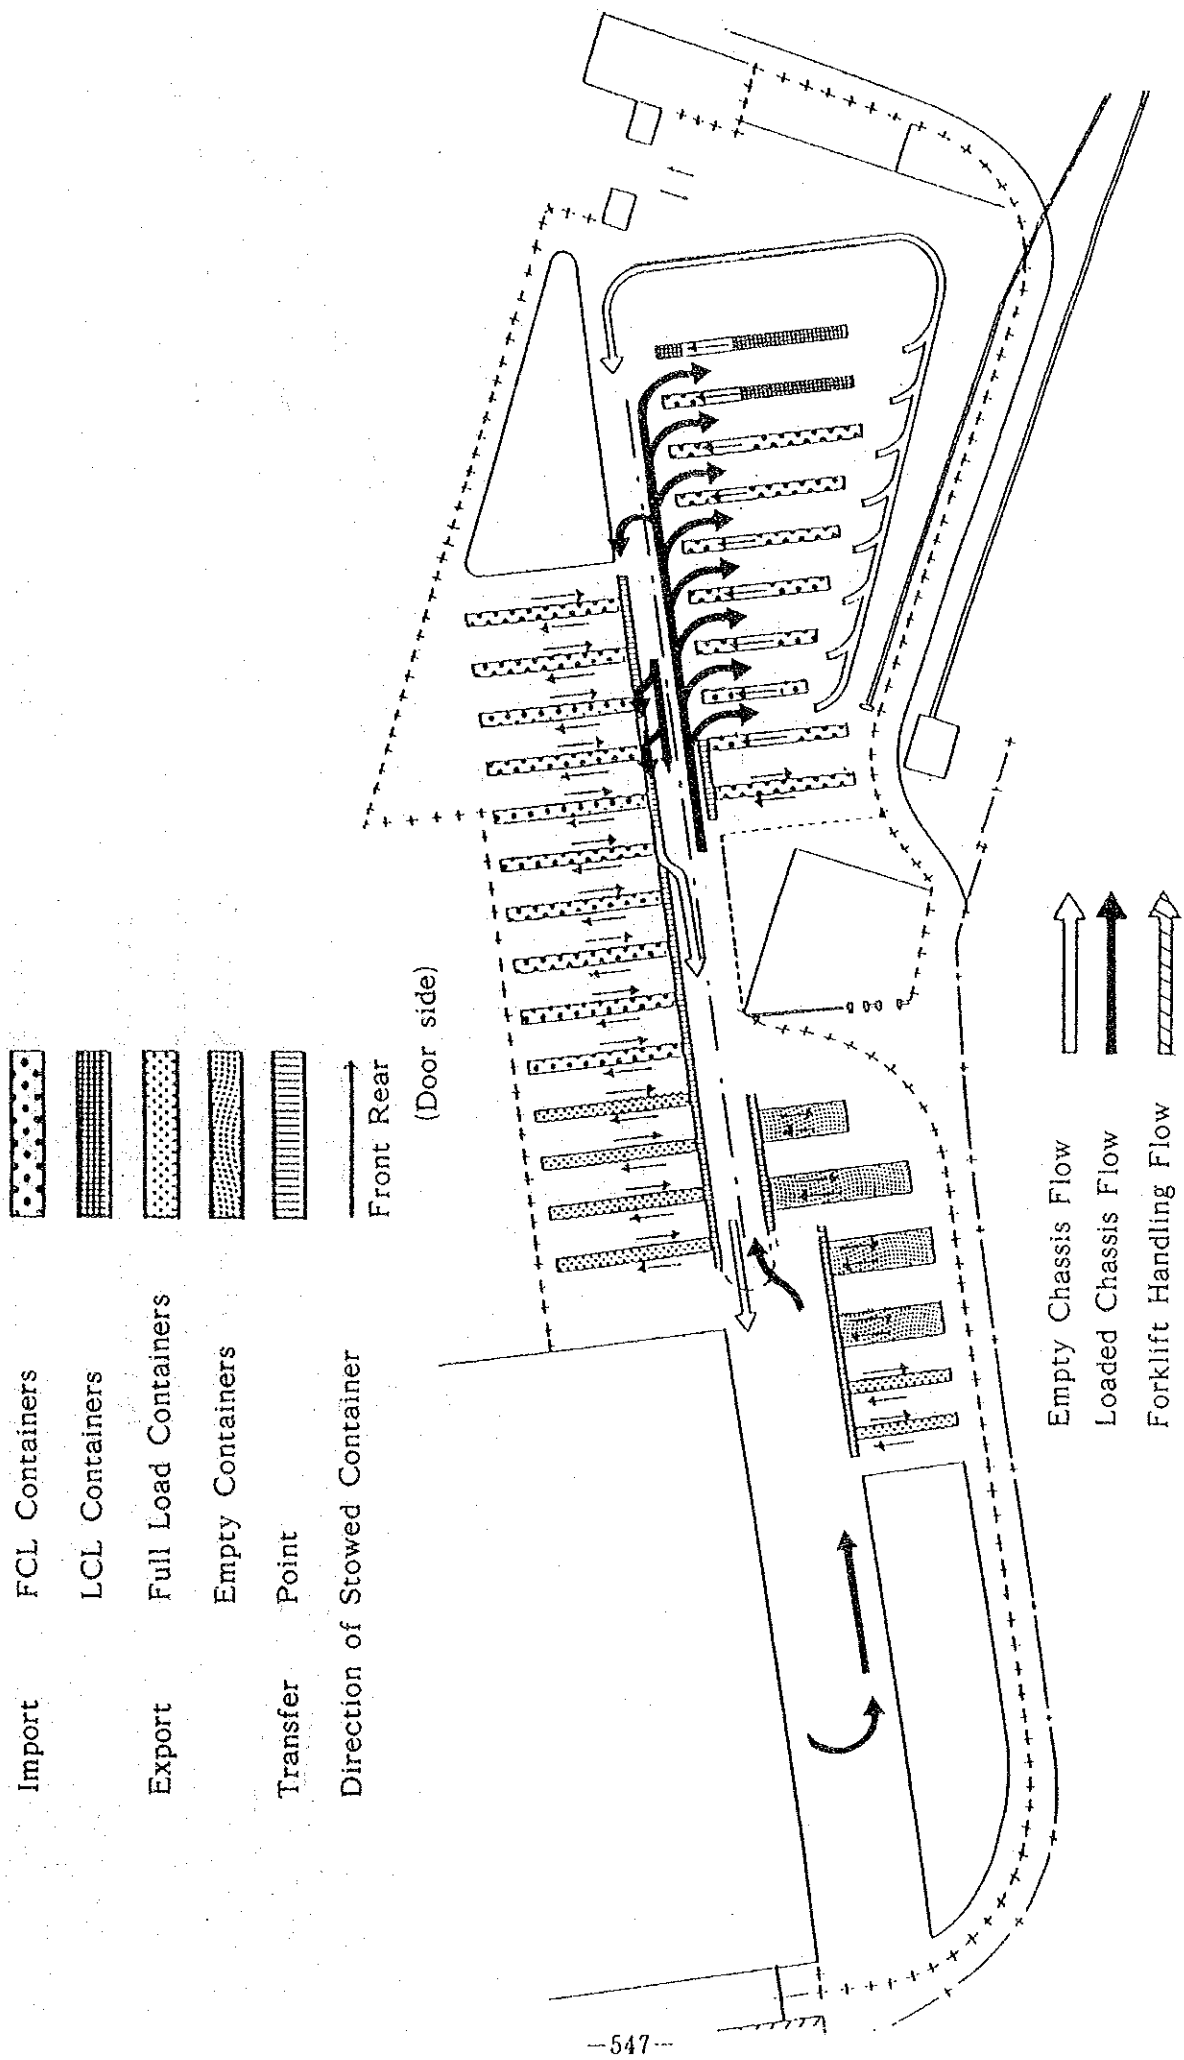 Import FCL Containers
LCL Containers
Export Full Load Containers
Empty Containers
Transfer Point
Direction of Stowed Container
Front Rear
(Door side)
Empty Chassis Flow
Loaded Chassis Flow
Forklift Handling Flow
—547—